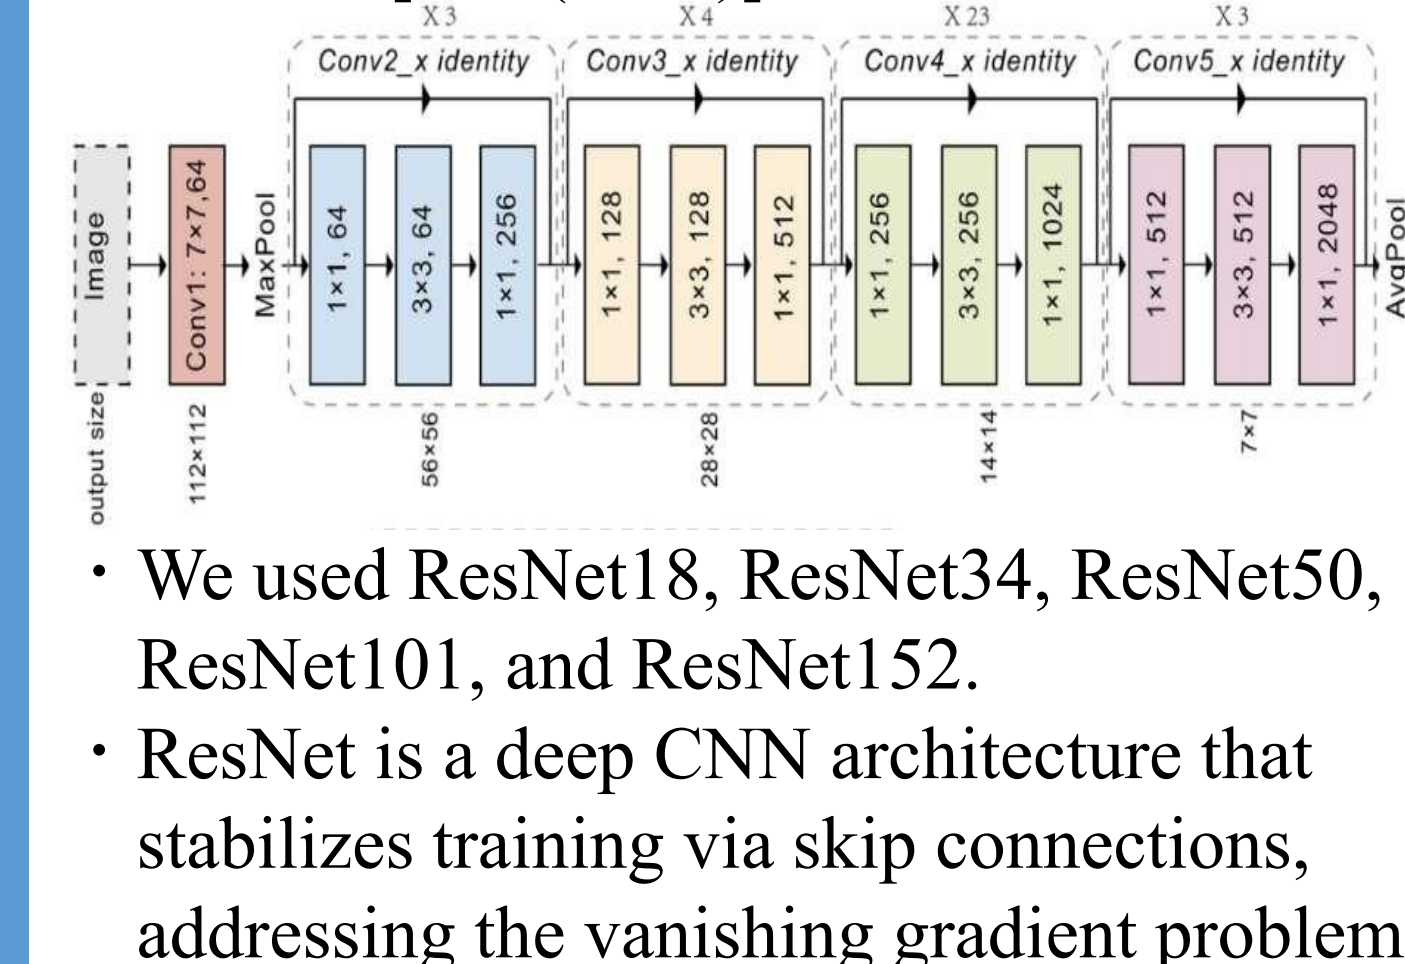 X 3 X 4 X 23 X 3
Conv2_x identity Conv3_x identity Conv4_x identity Conv5_x identity
Image
Conv1: 7×7,64
MaxPool
1×1, 64
3×3, 64
1×1, 256
1×1, 128
3×3, 128
1×1, 512
1×1, 256
3×3, 256
1×1, 1024
1×1, 512
3×3, 512
1×1, 2048
AvgPool
output size
112×112
56×56
28×28
14×14
7×7
• We used ResNet18, ResNet34, ResNet50,
ResNet101, and ResNet152.
• ResNet is a deep CNN architecture that
stabilizes training via skip connections,
addressing the vanishing gradient problem